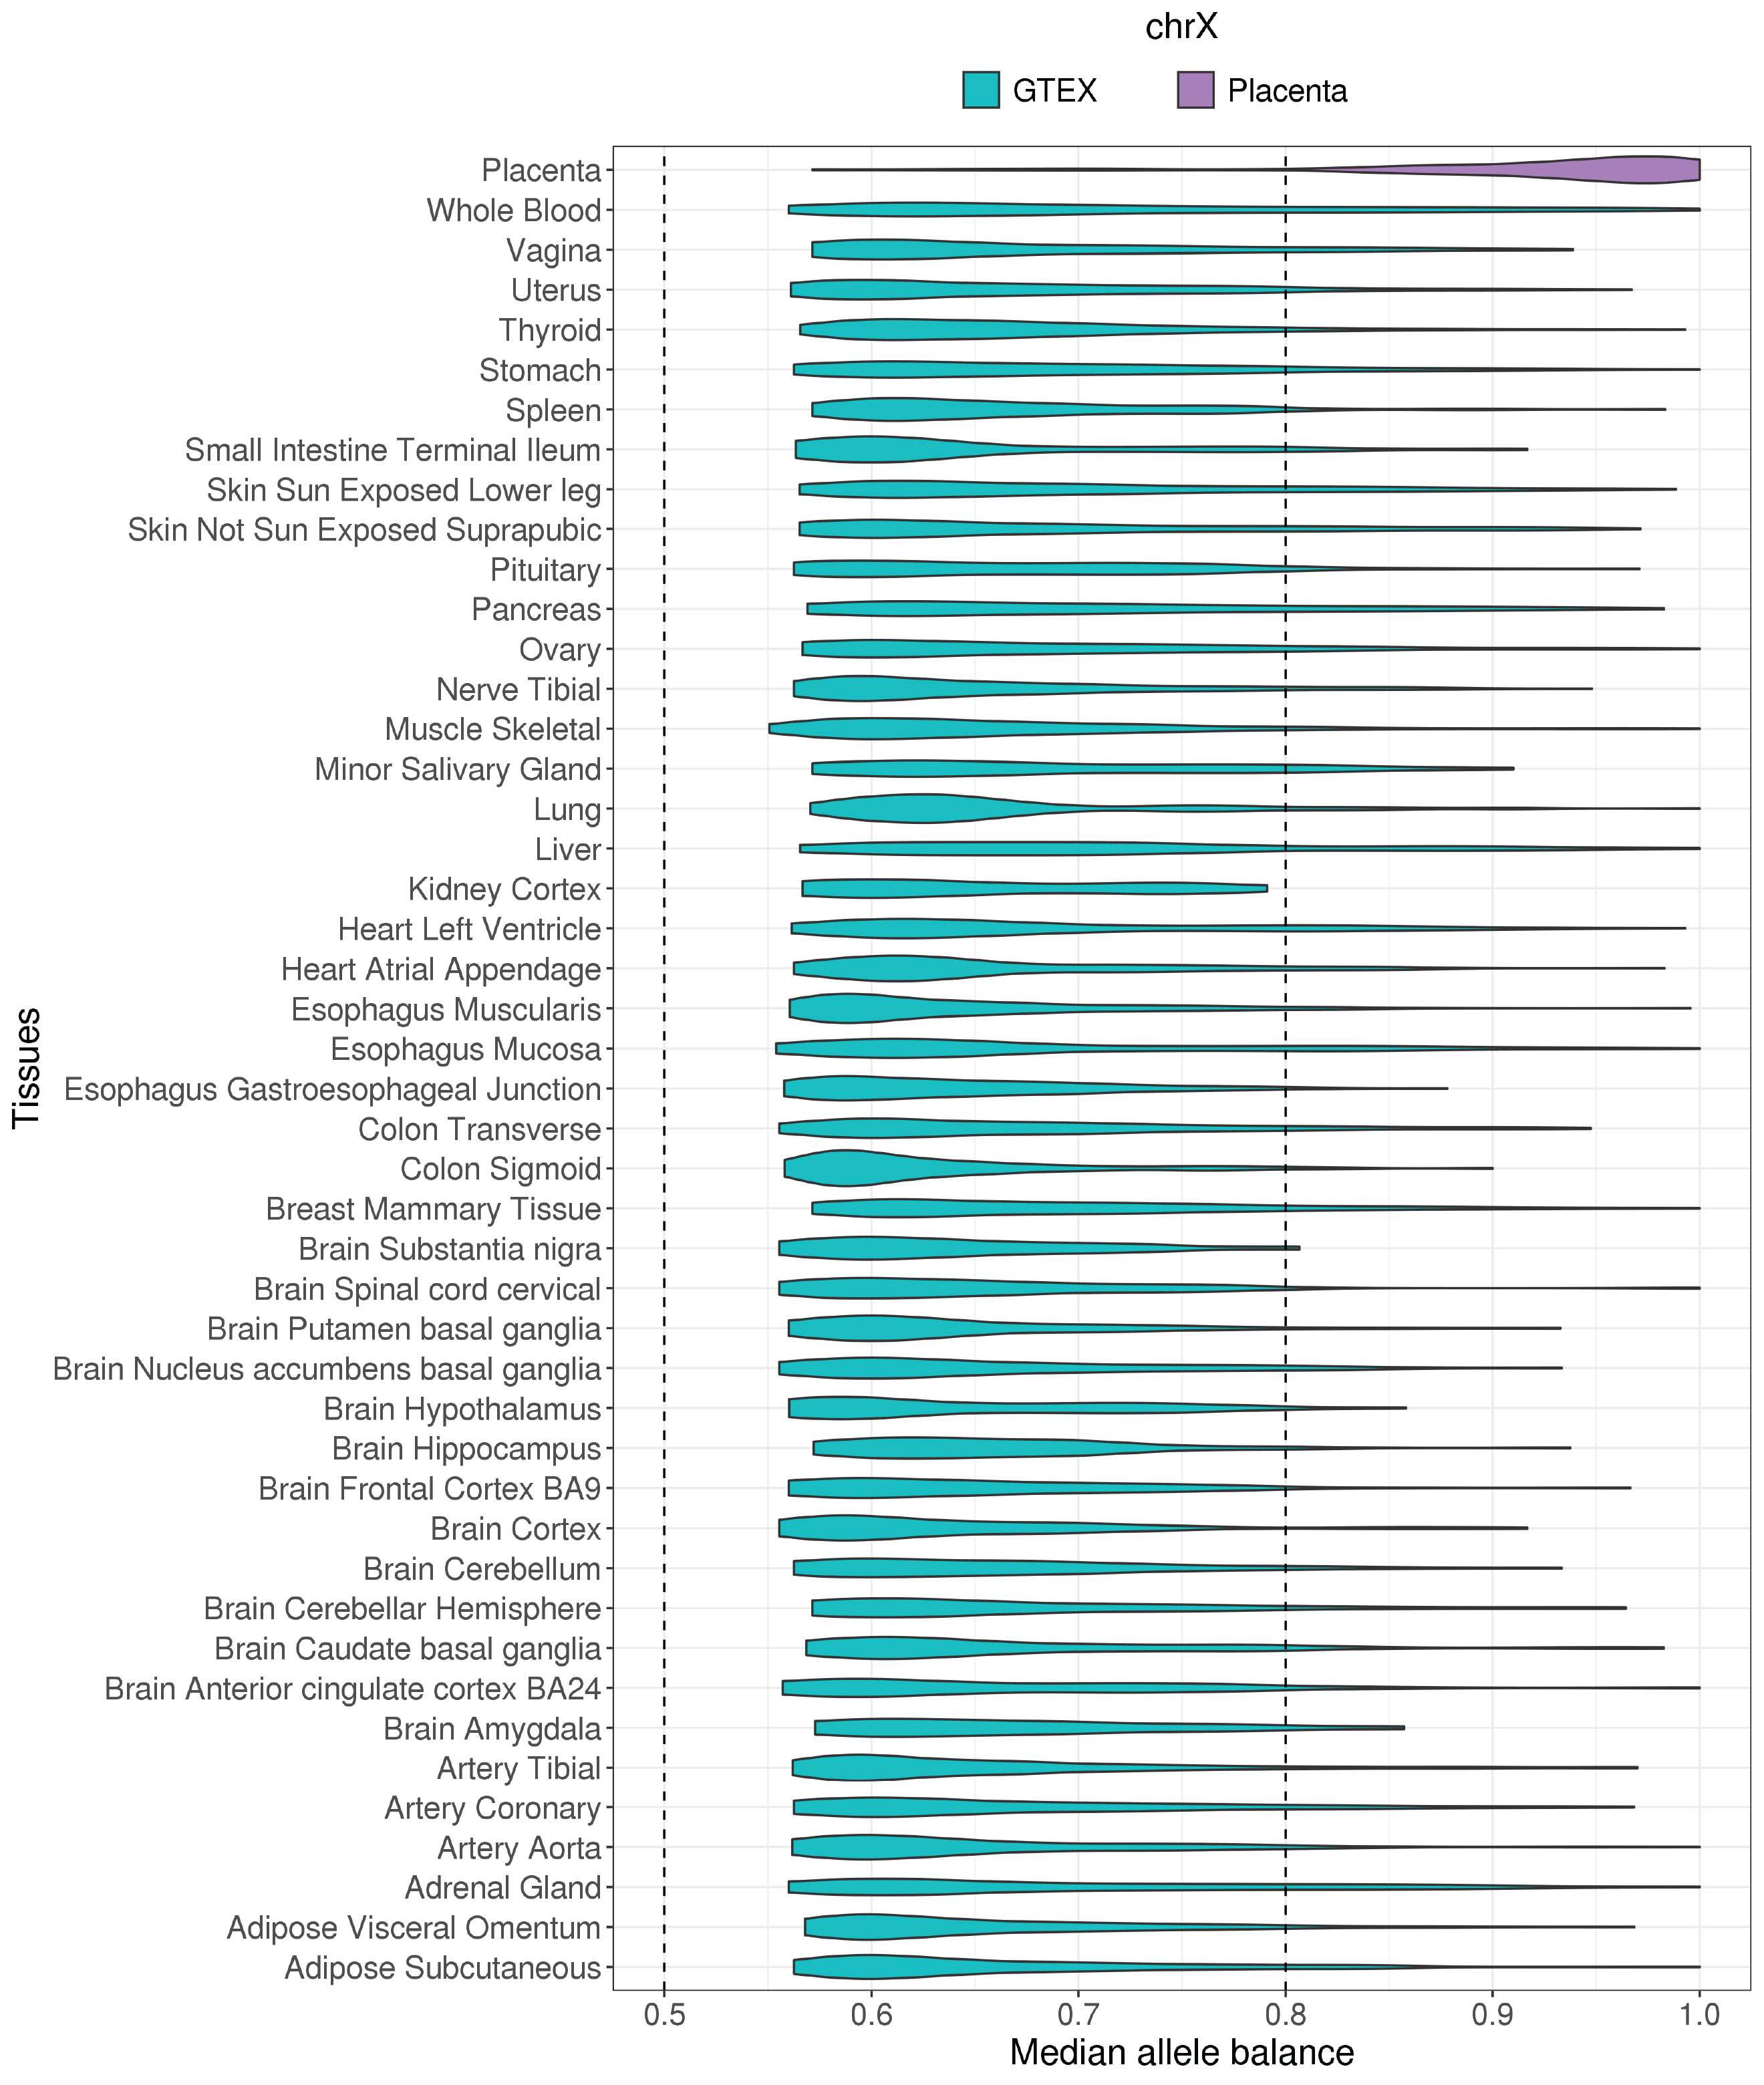 chrX
GTEX
Placenta
Placenta
Whole Blood
Vagina
Uterus
Thyroid
Stomach
Spleen
Small Intestine Terminal Ileum
Skin Sun Exposed Lower leg
Skin Not Sun Exposed Suprapubic
Pituitary
Pancreas
Ovary
Nerve Tibial
Muscle Skeletal
Minor Salivary Gland
Lung
Liver
Kidney Cortex
Heart Left Ventricle
Heart Atrial Appendage
Esophagus Muscularis
Esophagus Mucosa
Esophagus Gastroesophageal Junction
Colon Transverse
Colon Sigmoid
Breast Mammary Tissue
Brain Substantia nigra
Brain Spinal cord cervical
Brain Putamen basal ganglia
Brain Nucleus accumbens basal ganglia
Brain Hypothalamus
Brain Hippocampus
Brain Frontal Cortex BA9
Brain Cortex
Brain Cerebellum
Brain Cerebellar Hemisphere
Brain Caudate basal ganglia
Brain Anterior cingulate cortex BA24
Brain Amygdala
Artery Tibial
Artery Coronary
Artery Aorta
Adrenal Gland
Adipose Visceral Omentum
Adipose Subcutaneous
Tissues
0.5 0.6 0.7 0.8 0.9 1.0
Median allele balance